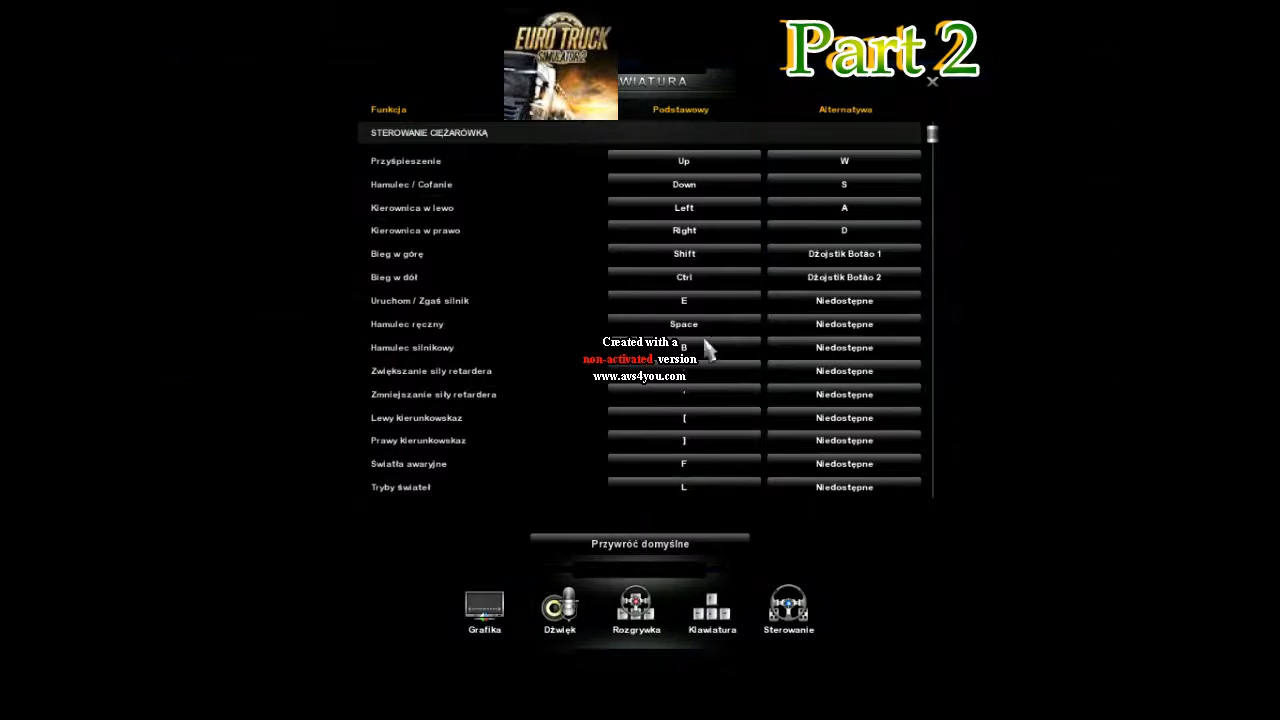 EURO TRUCK
SIMULATOR 2
Part 2
WIATURA
Funkcja Podstawowy Alternatywa
STEROWANIE CIĘŻARÓWKĄ
Przyśpieszenie Up W
Hamulec / Cofanie Down S
Kierownica w lewo Left A
Kierownica w prawo Right D
Bieg w górę Shift Dżojstik Botão 1
Bieg w dół Ctrl Dżojstik Botão 2
Uruchom / Zgaś silnik E Niedostępne
Hamulec ręczny Space Niedostępne
Created with a
Hamulec silnikowy B Niedostępne
non-activated version
Zwiększanie siły retardera Niedostępne
www.avs4you.com
Zmniejszanie siły retardera ' Niedostępne
Lewy kierunkowskaz [ Niedostępne
Prawy kierunkowskaz ] Niedostępne
Światła awaryjne F Niedostępne
Tryby świateł L Niedostępne
Przywróć domyślne
Grafika Dźwięk Rozgrywka Klawiatura Sterowanie